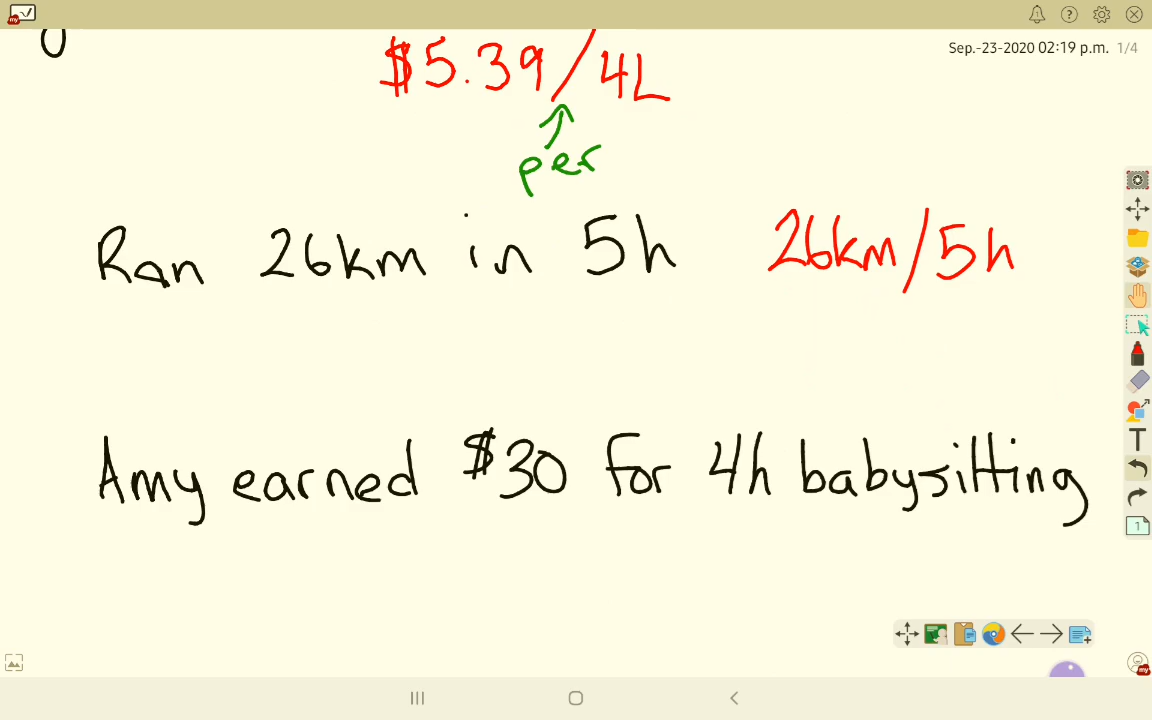 Sep.-23-2020 02:19 p.m. 1/4
$5.39/4L
per
Ran 26km in 5h 26km/5h
Amy earned $30 for 4h babysitting